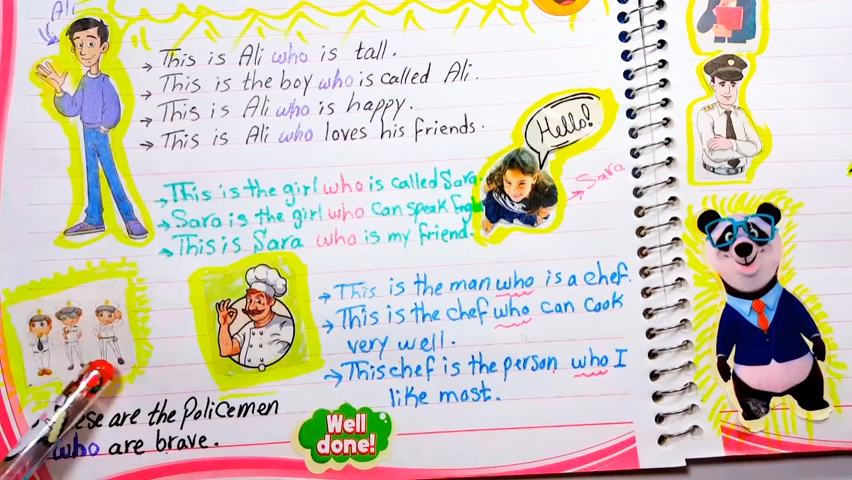 Ali
→ This is Ali who is tall.
→ This is the boy who is called Ali.
→ This is Ali who is happy.
→ This is Ali who loves his friends.
Hello!
Sara
→ This is the girl who is called Sara.
→ Sara is the girl who can speak
→ This is Sara who is my friend.
→ This is the man who is a chef.
→ This is the chef who can cook
very well.
→ This chef is the person who I
like most.
are the Policemen
who are brave.
Well
done!